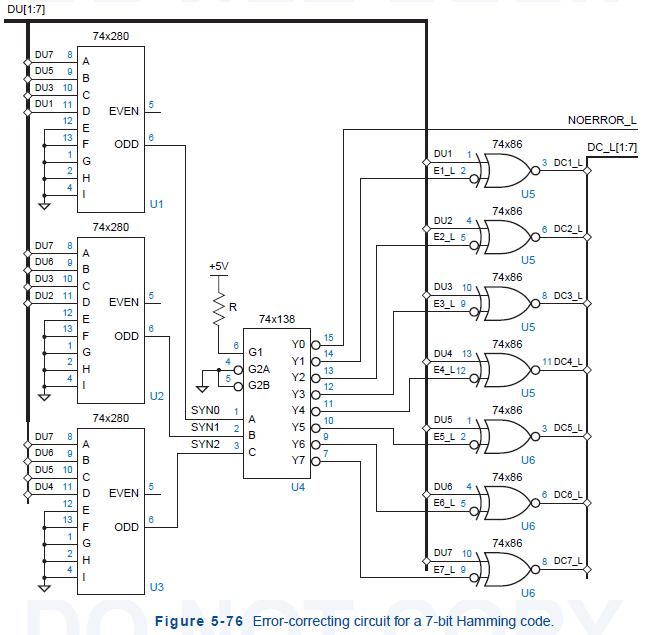 DU[1:7]
74x280
DU7 8 A
DU5 9 B
DU3 10 C
DU1 11 D EVEN 5
12 E
13 F ODD 6
1 G
2 H
4 I
U1
74x280
DU7 8 A
DU6 9 B
DU3 10 C
DU2 11 D EVEN 5
12 E
13 F ODD 6
1 G
2 H
4 I
U2
74x280
DU7 8 A
DU6 9 B
DU5 10 C
DU4 11 D EVEN 5
12 E
13 F ODD 6
1 G
2 H
4 I
U3
+5V
R
74x138
6 G1
4 G2A
5 G2B
SYN0 1 A
SYN1 2 B
SYN2 3 C
Y0 15
Y1 14
Y2 13
Y3 12
Y4 11
Y5 10
Y6 9
Y7 7
U4
NOERROR_L
DC_L[1:7]
74x86
DU1 1
E1_L 2
3 DC1_L
U5
74x86
DU2 4
E2_L 5
6 DC2_L
U5
74x86
DU3 10
E3_L 9
8 DC3_L
U5
74x86
DU4 13
E4_L 12
11 DC4_L
U5
74x86
DU5 1
E5_L 2
3 DC5_L
U6
74x86
DU6 4
E6_L 5
6 DC6_L
U6
74x86
DU7 10
E7_L 9
8 DC7_L
U6
DO NOT COPY
Figure 5-76 Error-correcting circuit for a 7-bit Hamming code.